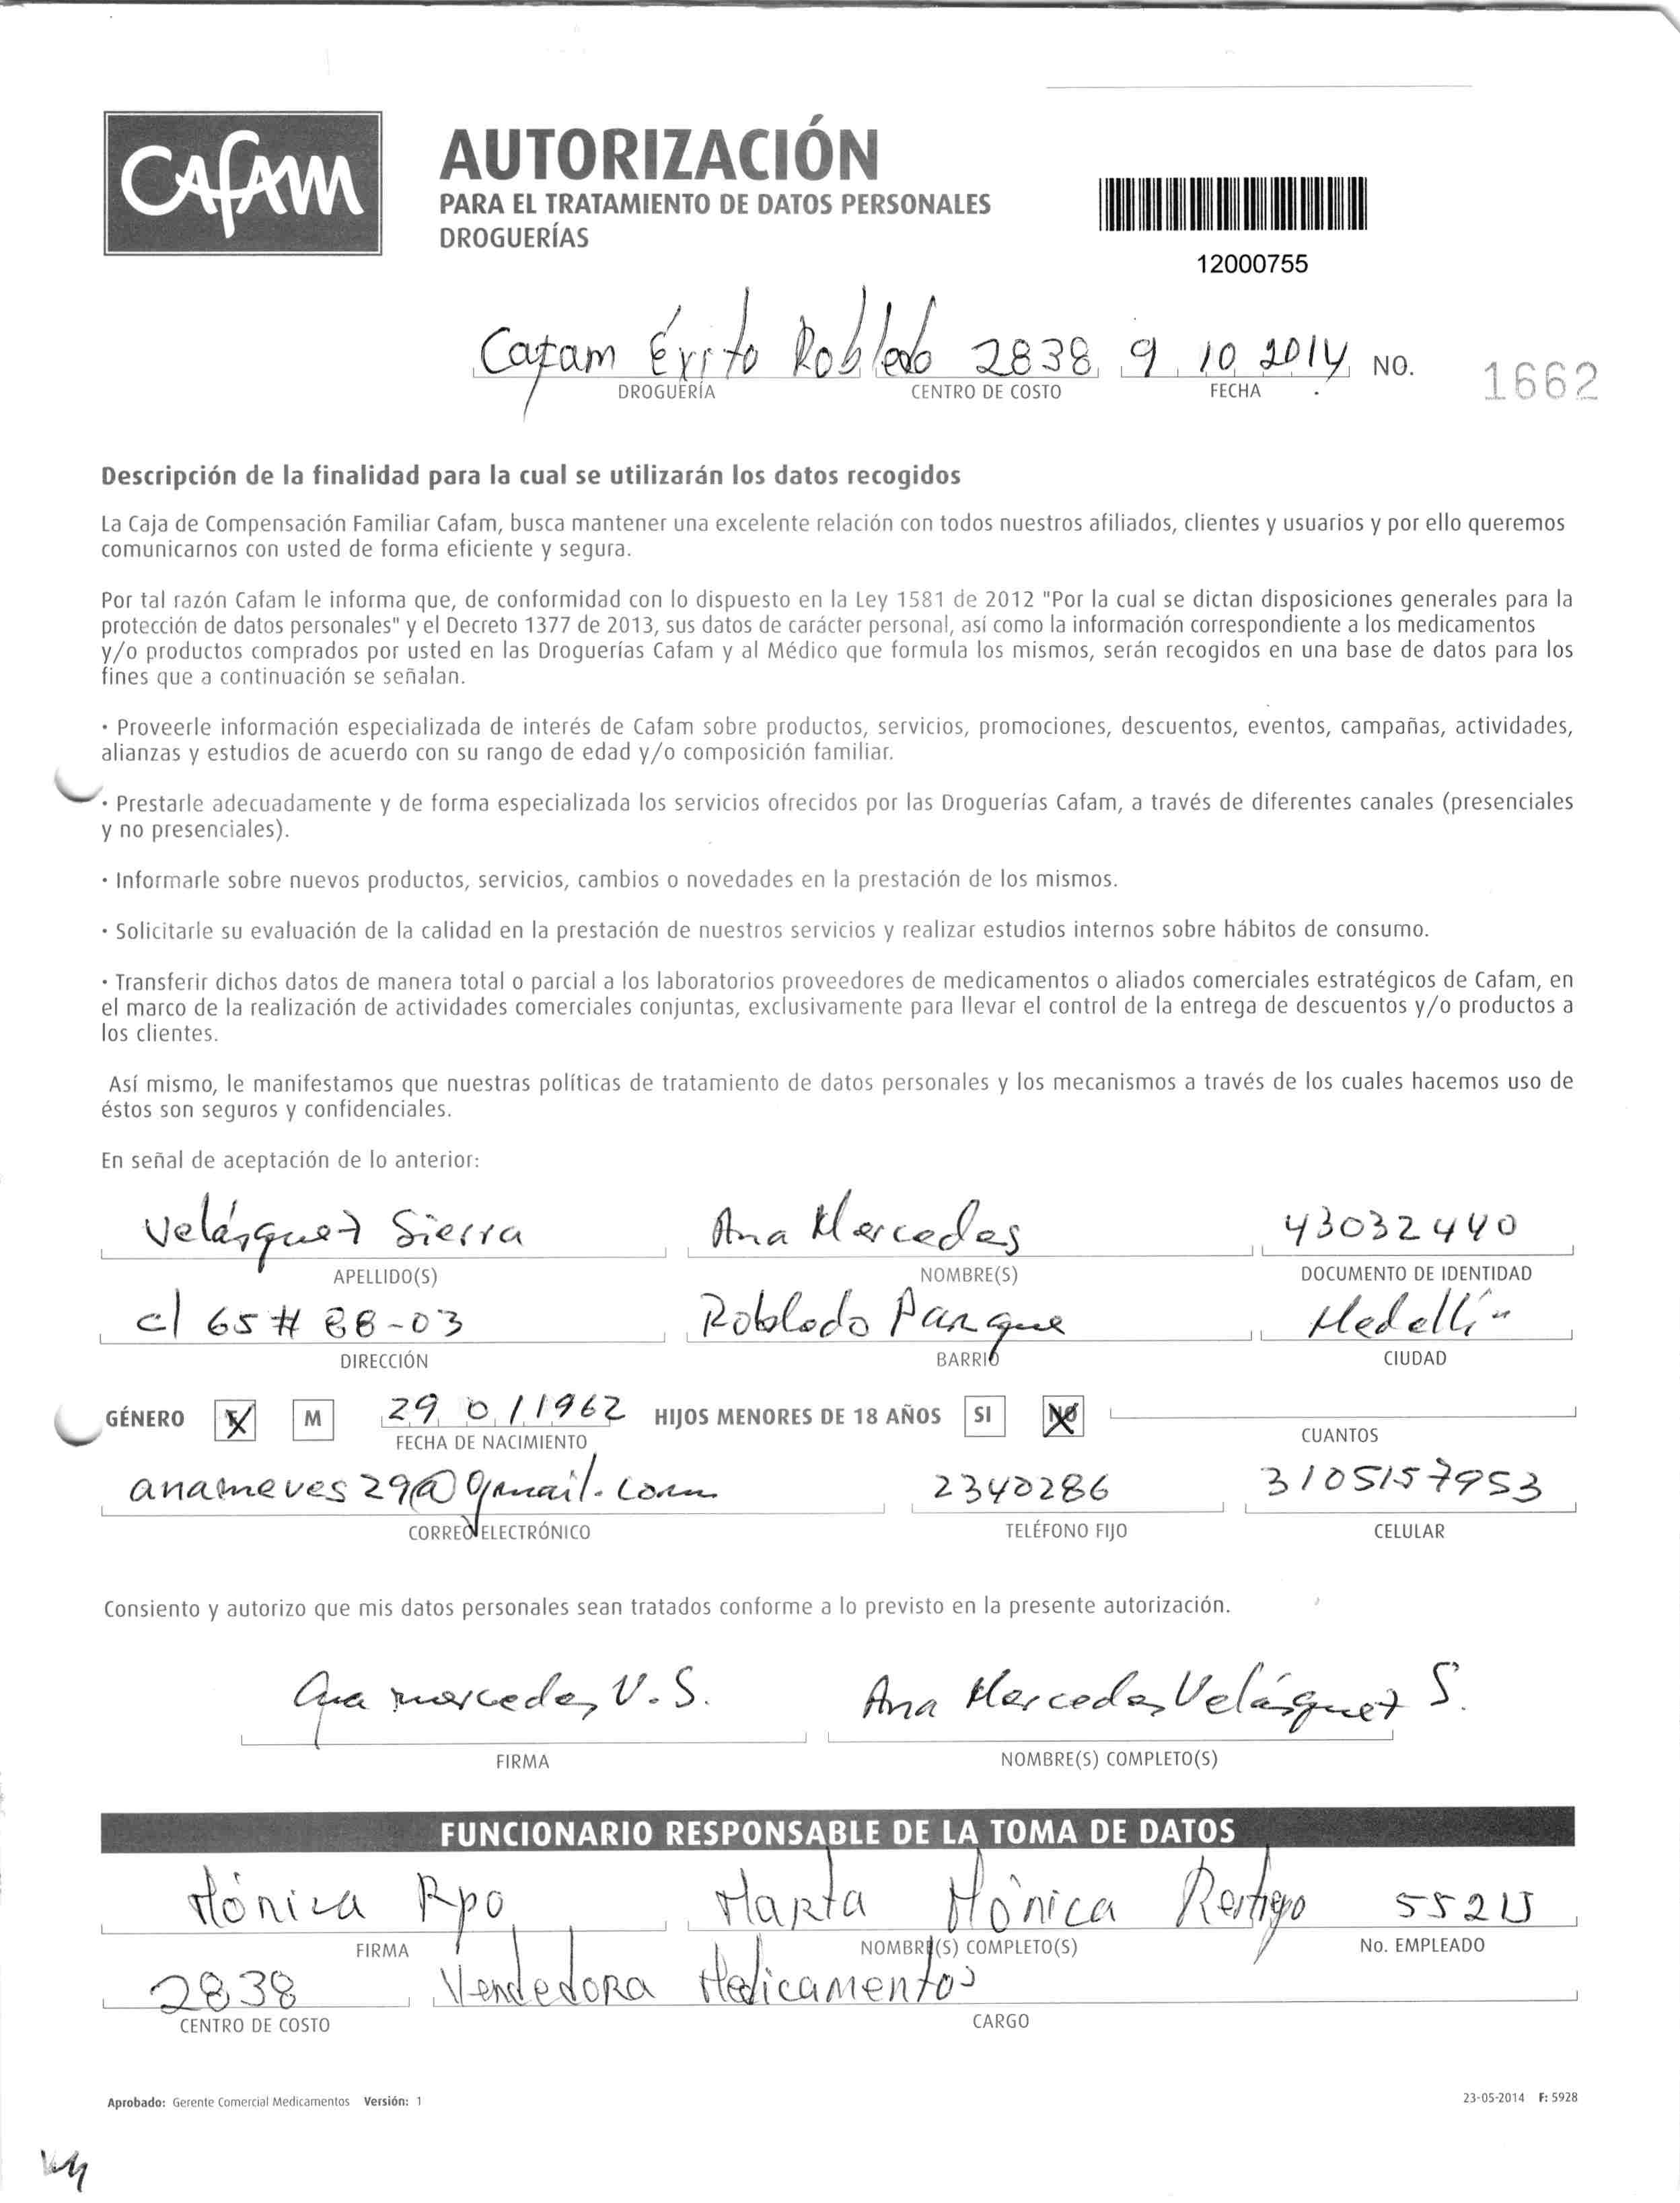 Cafam
AUTORIZACIÓN
PARA EL TRATAMIENTO DE DATOS PERSONALES
DROGUERÍAS
12000755
Cafam Éxito Robledo 2838 9 10 2014 NO. 1662
DROGUERÍA CENTRO DE COSTO FECHA
Descripción de la finalidad para la cual se utilizarán los datos recogidos
La Caja de Compensación Familiar Cafam, busca mantener una excelente relación con todos nuestros afiliados, clientes y usuarios y por ello queremos
comunicarnos con usted de forma eficiente y segura.
Por tal razón Cafam le informa que, de conformidad con lo dispuesto en la Ley 1581 de 2012 "Por la cual se dictan disposiciones generales para la
protección de datos personales" y el Decreto 1377 de 2013, sus datos de carácter personal, así como la información correspondiente a los medicamentos
y/o productos comprados por usted en las Droguerías Cafam y al Médico que formula los mismos, serán recogidos en una base de datos para los
fines que a continuación se señalan.
· Proveerle información especializada de interés de Cafam sobre productos, servicios, promociones, descuentos, eventos, campañas, actividades,
alianzas y estudios de acuerdo con su rango de edad y/o composición familiar.
· Prestarle adecuadamente y de forma especializada los servicios ofrecidos por las Droguerías Cafam, a través de diferentes canales (presenciales
y no presenciales).
· Informarle sobre nuevos productos, servicios, cambios o novedades en la prestación de los mismos.
· Solicitarle su evaluación de la calidad en la prestación de nuestros servicios y realizar estudios internos sobre hábitos de consumo.
· Transferir dichos datos de manera total o parcial a los laboratorios proveedores de medicamentos o aliados comerciales estratégicos de Cafam, en
el marco de la realización de actividades comerciales conjuntas, exclusivamente para llevar el control de la entrega de descuentos y/o productos a
los clientes.
Así mismo, le manifestamos que nuestras políticas de tratamiento de datos personales y los mecanismos a través de los cuales hacemos uso de
éstos son seguros y confidenciales.
En señal de aceptación de lo anterior:
Velásquez Sierra Ana Mercedes 43032440
APELLIDO(S) NOMBRE(S) DOCUMENTO DE IDENTIDAD
cl 65 # 88-03 Robledo Parque Medellín
DIRECCIÓN BARRIO CIUDAD
GÉNERO F M 29 01 1962 HIJOS MENORES DE 18 AÑOS SI NO
FECHA DE NACIMIENTO CUANTOS
anameves29@gmail.com 2340286 3105157953
CORREO ELECTRÓNICO TELÉFONO FIJO CELULAR
Consiento y autorizo que mis datos personales sean tratados conforme a lo previsto en la presente autorización.
Ana mercedes V. S. Ana Mercedes Velásquez S.
FIRMA NOMBRE(S) COMPLETO(S)
FUNCIONARIO RESPONSABLE DE LA TOMA DE DATOS
Mónica Rpo Marta Mónica Restrepo
FIRMA NOMBRE(S) COMPLETO(S) No. EMPLEADO
2838 Vendedora Medicamentos
CENTRO DE COSTO CARGO
Aprobado: Gerente Comercial Medicamentos Versión: 1 23-05-2014 F: 5928